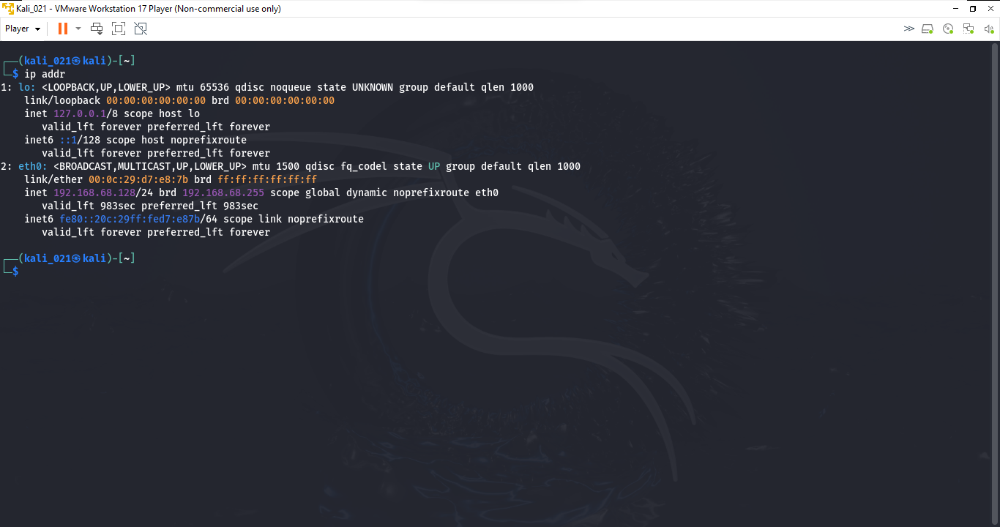 Kali_021 - VMware Workstation 17 Player (Non-commercial use only)
Player
┌──(kali_021㉿kali)-[~]
└─$ ip addr
1: lo: <LOOPBACK,UP,LOWER_UP> mtu 65536 qdisc noqueue state UNKNOWN group default qlen 1000
    link/loopback 00:00:00:00:00:00 brd 00:00:00:00:00:00
    inet 127.0.0.1/8 scope host lo
       valid_lft forever preferred_lft forever
    inet6 ::1/128 scope host noprefixroute
       valid_lft forever preferred_lft forever
2: eth0: <BROADCAST,MULTICAST,UP,LOWER_UP> mtu 1500 qdisc fq_codel state UP group default qlen 1000
    link/ether 00:0c:29:d7:e8:7b brd ff:ff:ff:ff:ff:ff
    inet 192.168.68.128/24 brd 192.168.68.255 scope global dynamic noprefixroute eth0
       valid_lft 983sec preferred_lft 983sec
    inet6 fe80::20c:29ff:fed7:e87b/64 scope link noprefixroute
       valid_lft forever preferred_lft forever
┌──(kali_021㉿kali)-[~]
└─$